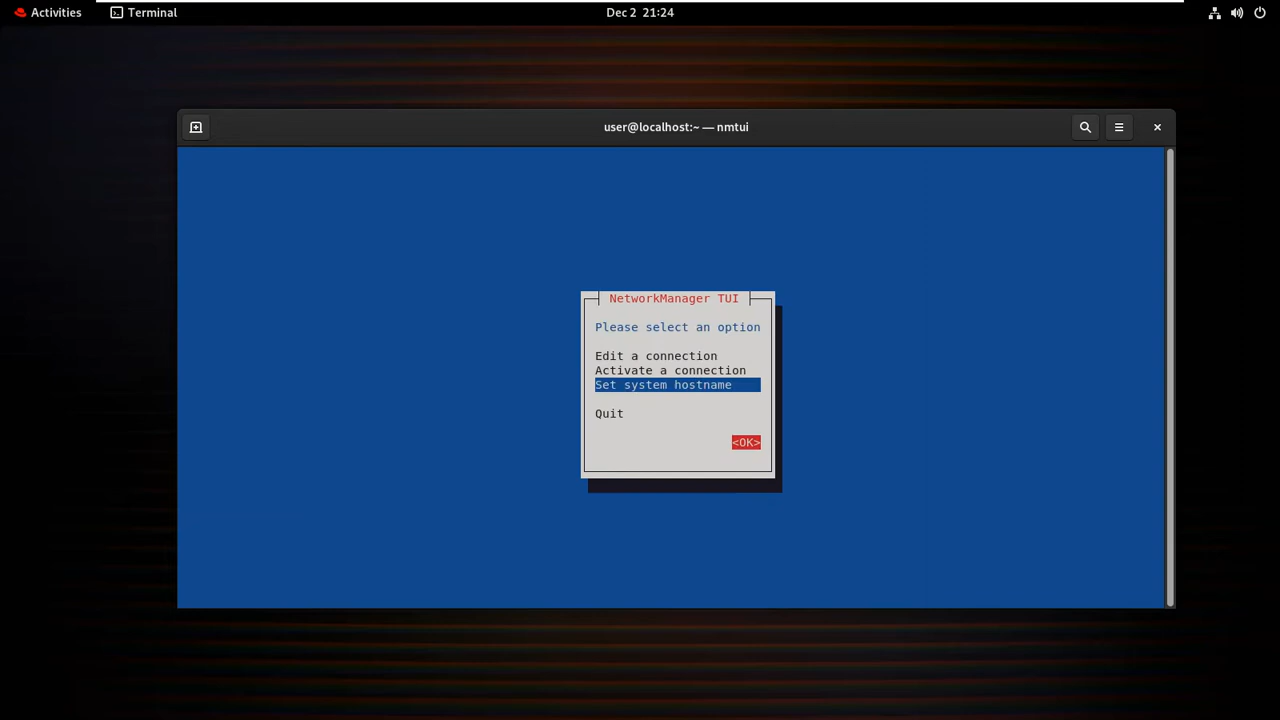 Activities Terminal Dec 2 21:24
user@localhost:~ — nmtui
NetworkManager TUI
Please select an option
Edit a connection
Activate a connection
Set system hostname
Quit
<OK>